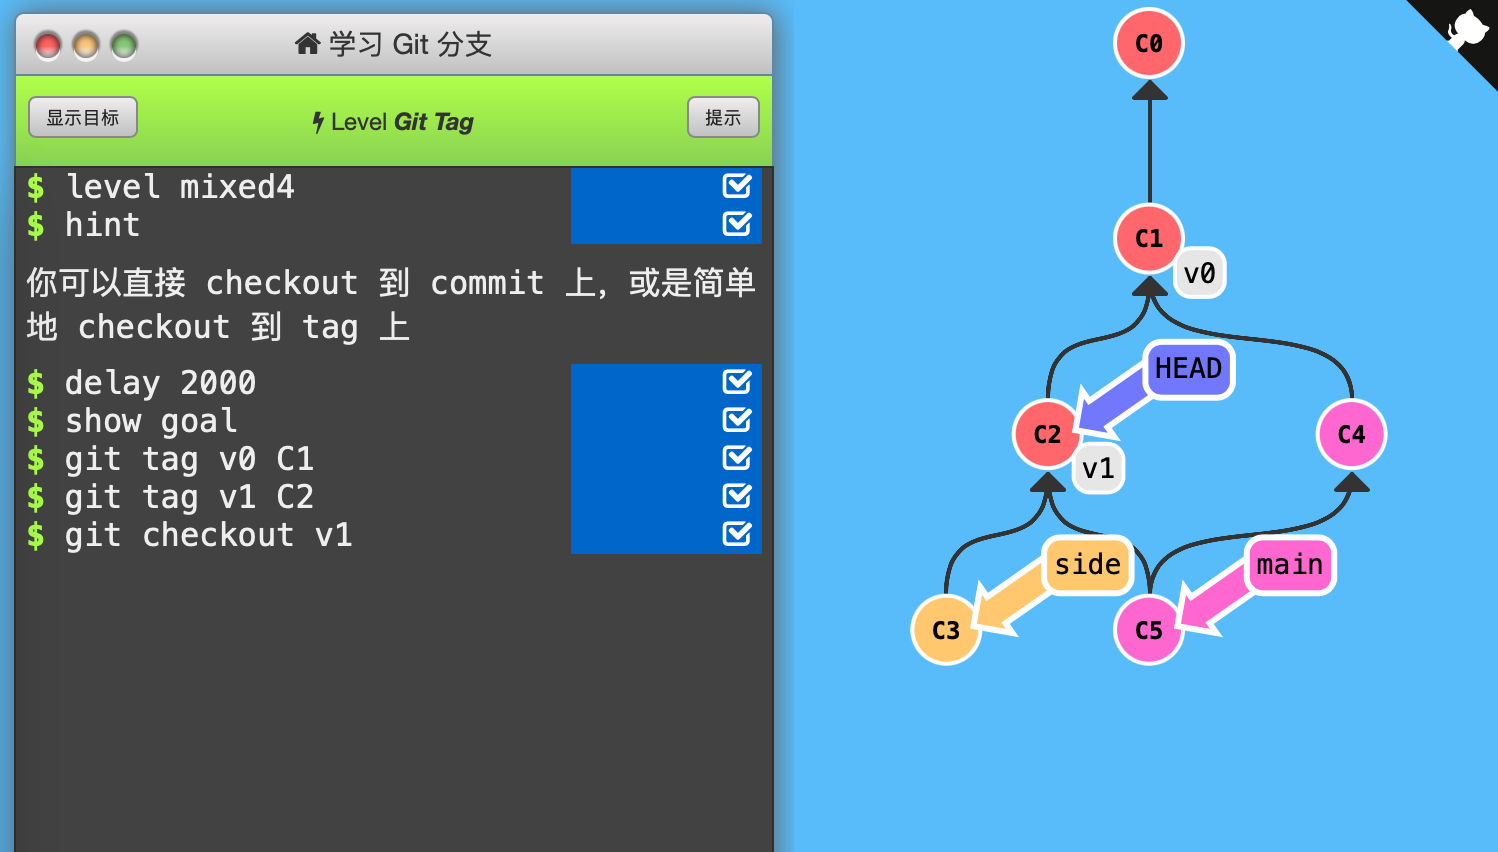 学习 Git 分支
显示目标
Level Git Tag
提示
$ level mixed4
$ hint
你可以直接 checkout 到 commit 上，或是简单
地 checkout 到 tag 上
$ delay 2000
$ show goal
$ git tag v0 C1
$ git tag v1 C2
$ git checkout v1
C0
C1
v0
HEAD
C2
v1
C4
side
main
C3
C5